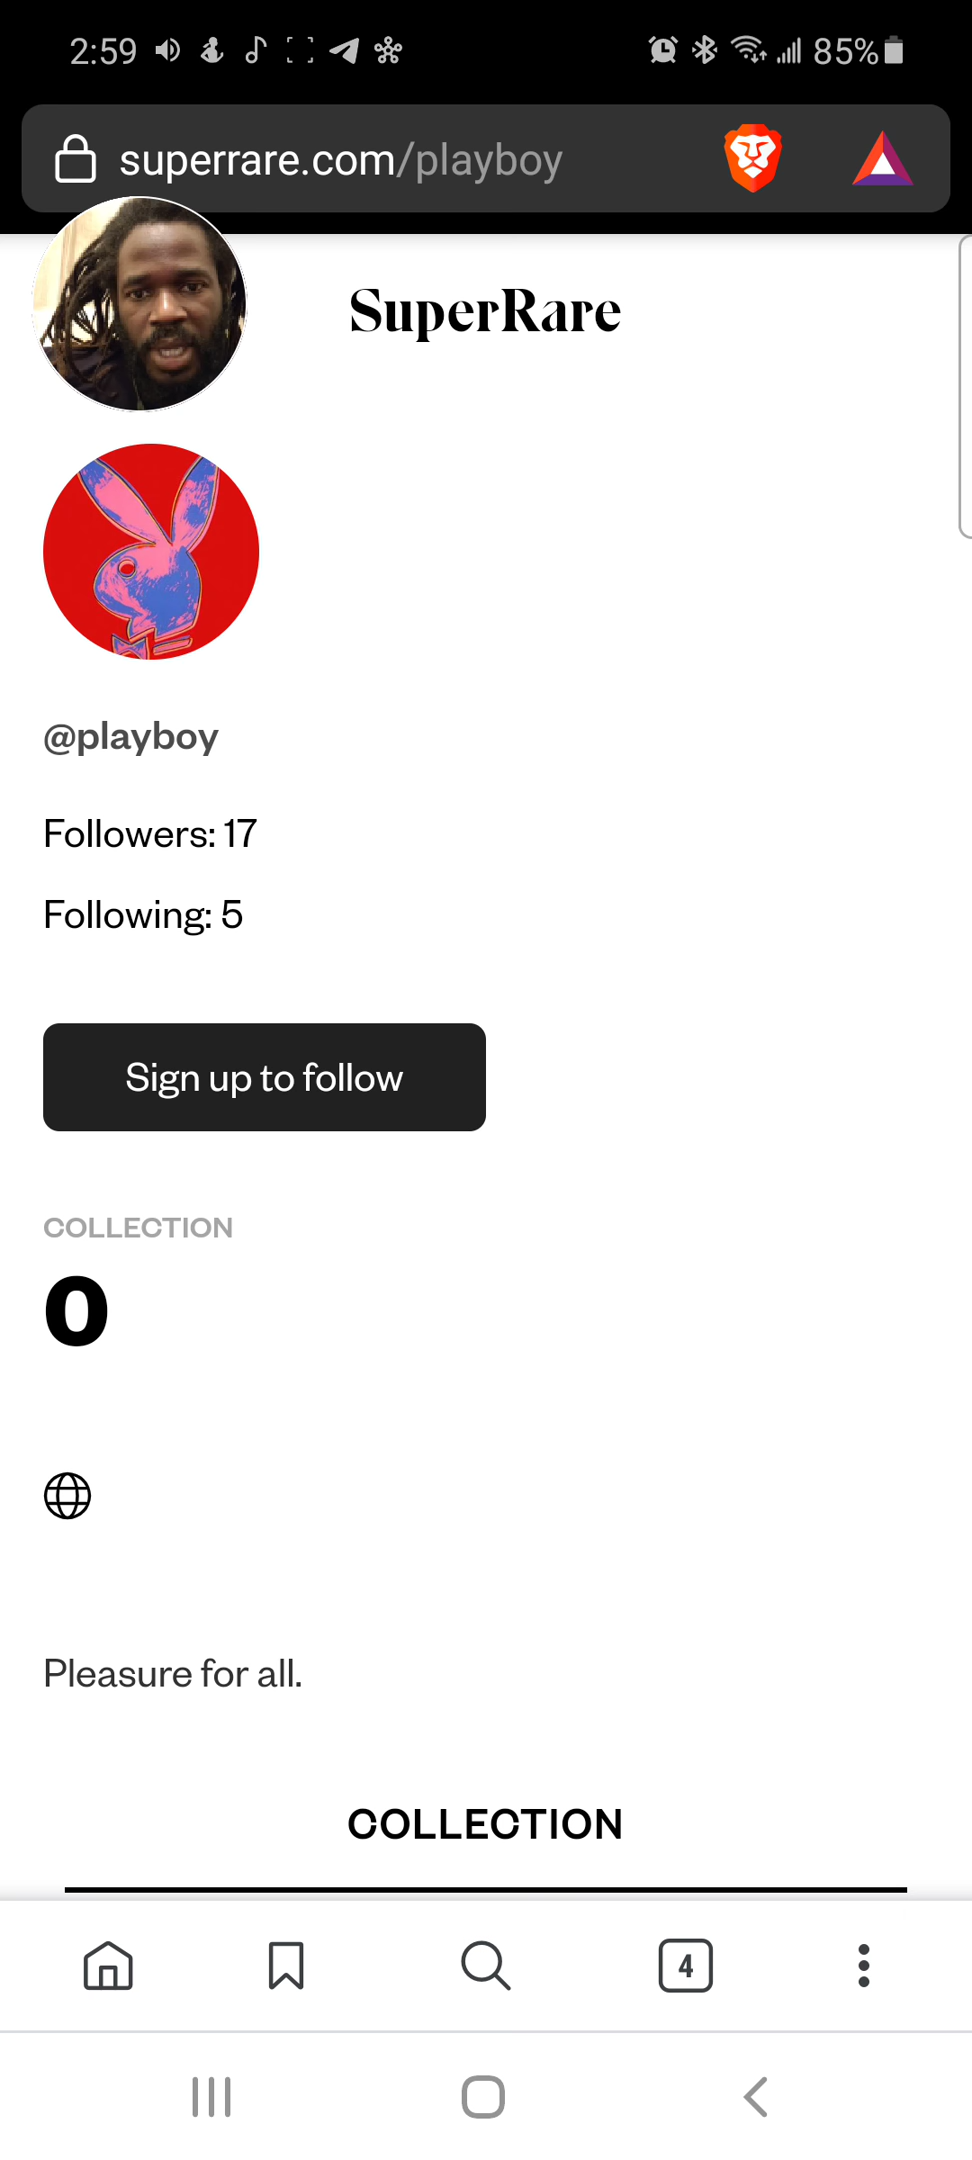 2:59
85%
superrare.com/playboy
SuperRare
@playboy
Followers: 17
Following: 5
Sign up to follow
COLLECTION
0
Pleasure for all.
COLLECTION
4